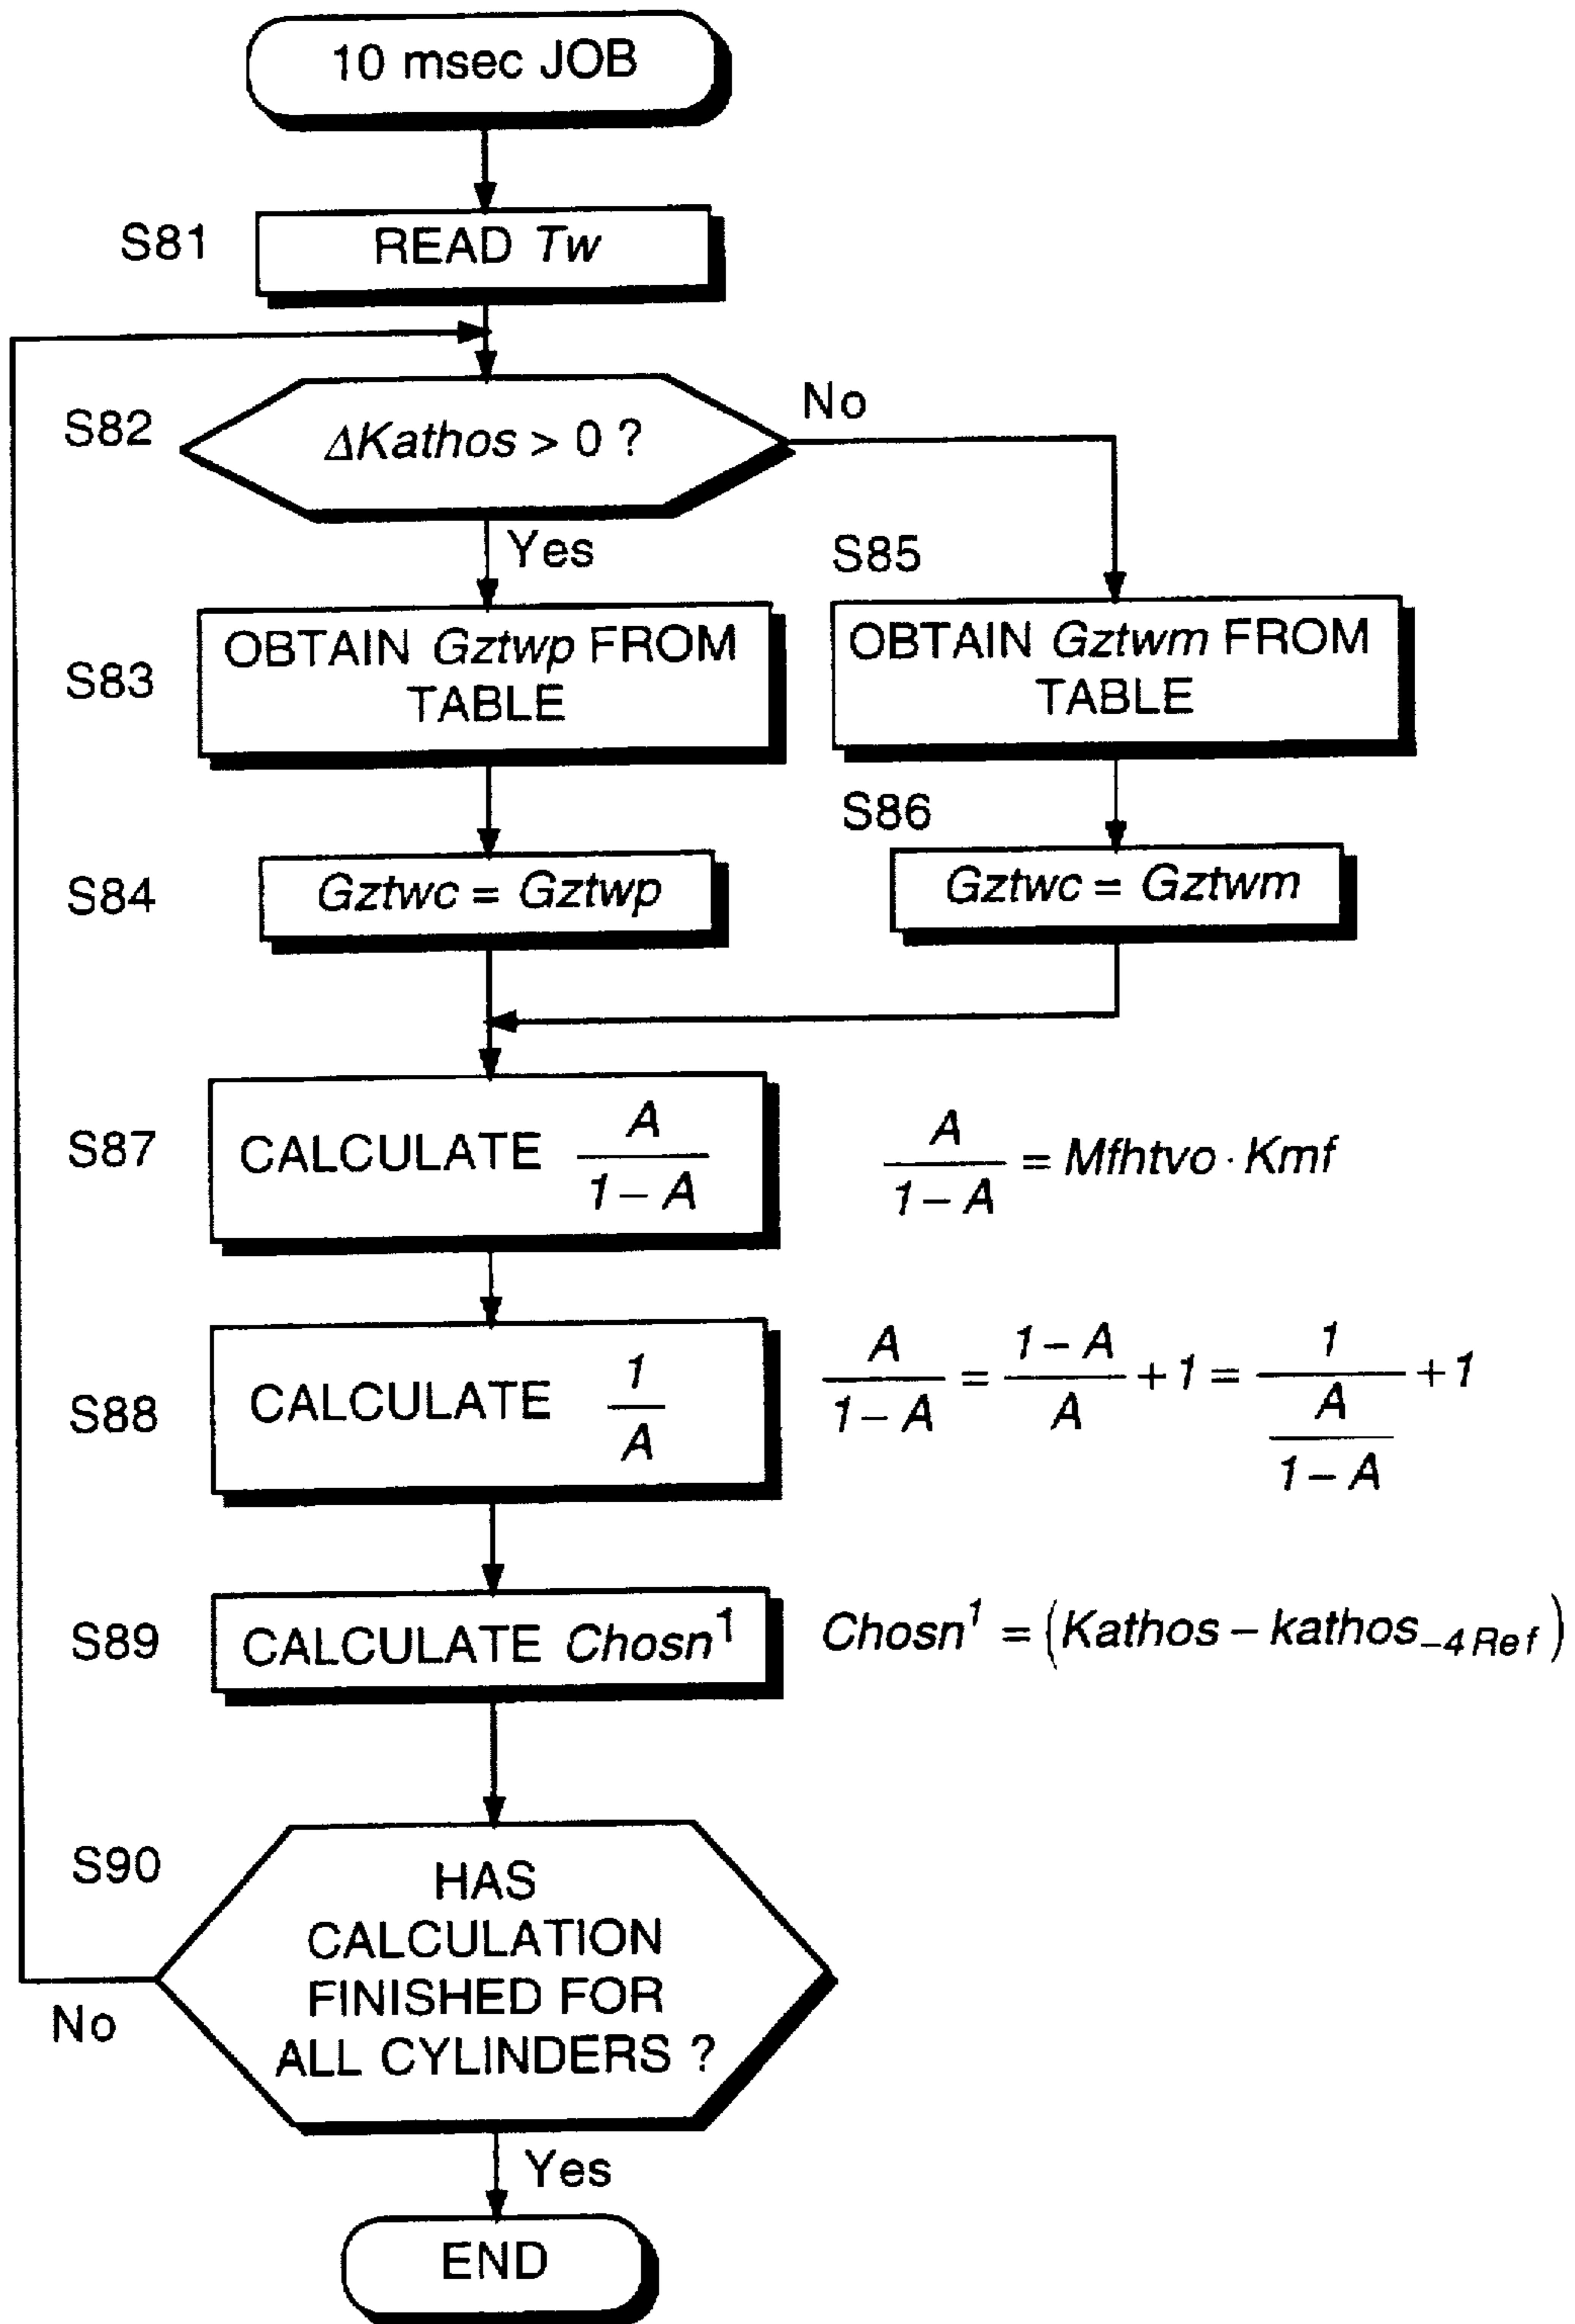 10 msec JOB
S81
READ Tw
S82
ΔKathos > 0 ?
No
Yes
S83
OBTAIN Gztwp FROM
TABLE
S85
OBTAIN Gztwm FROM
TABLE
S84
Gztwc = Gztwp
S86
Gztwc = Gztwm
S87
CALCULATE A / (1 – A)
A / (1 – A) = Mfhtvo · Kmf
S88
CALCULATE 1 / A
A / (1 – A) = (1 – A) / A + 1 = 1 / (A / (1 – A)) + 1
S89
CALCULATE Chosn¹
Chosn¹ = (Kathos – kathos₋₄ Ref)
S90
HAS
CALCULATION
FINISHED FOR
ALL CYLINDERS ?
No
Yes
END